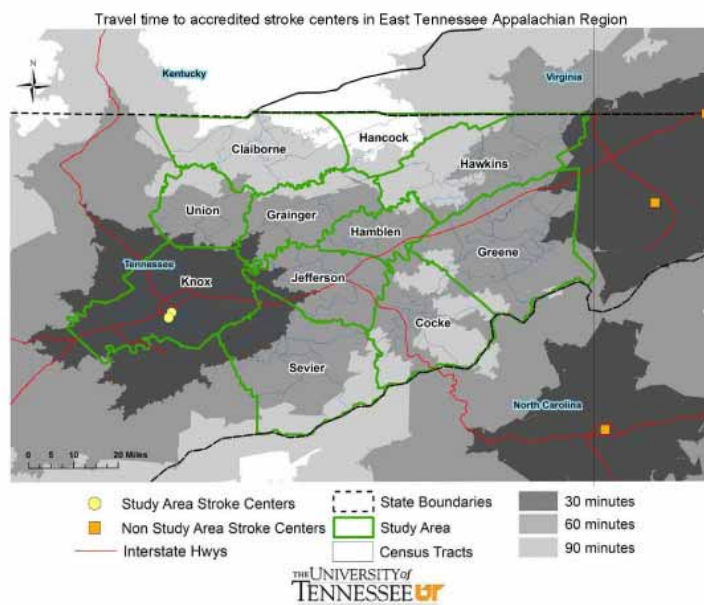 Travel time to accredited stroke centers in East Tennessee Appalachian Region
N
Kentucky
Virginia
Claiborne
Hancock
Hawkins
Union
Grainger
Hamblen
Greene
Tennessee
Knox
Jefferson
Cocke
Sevier
North Carolina
0 5 10 20 Miles
Study Area Stroke Centers
State Boundaries
30 minutes
Non Study Area Stroke Centers
Study Area
60 minutes
Interstate Hwys
Census Tracts
90 minutes
THE UNIVERSITY of
TENNESSEE UT